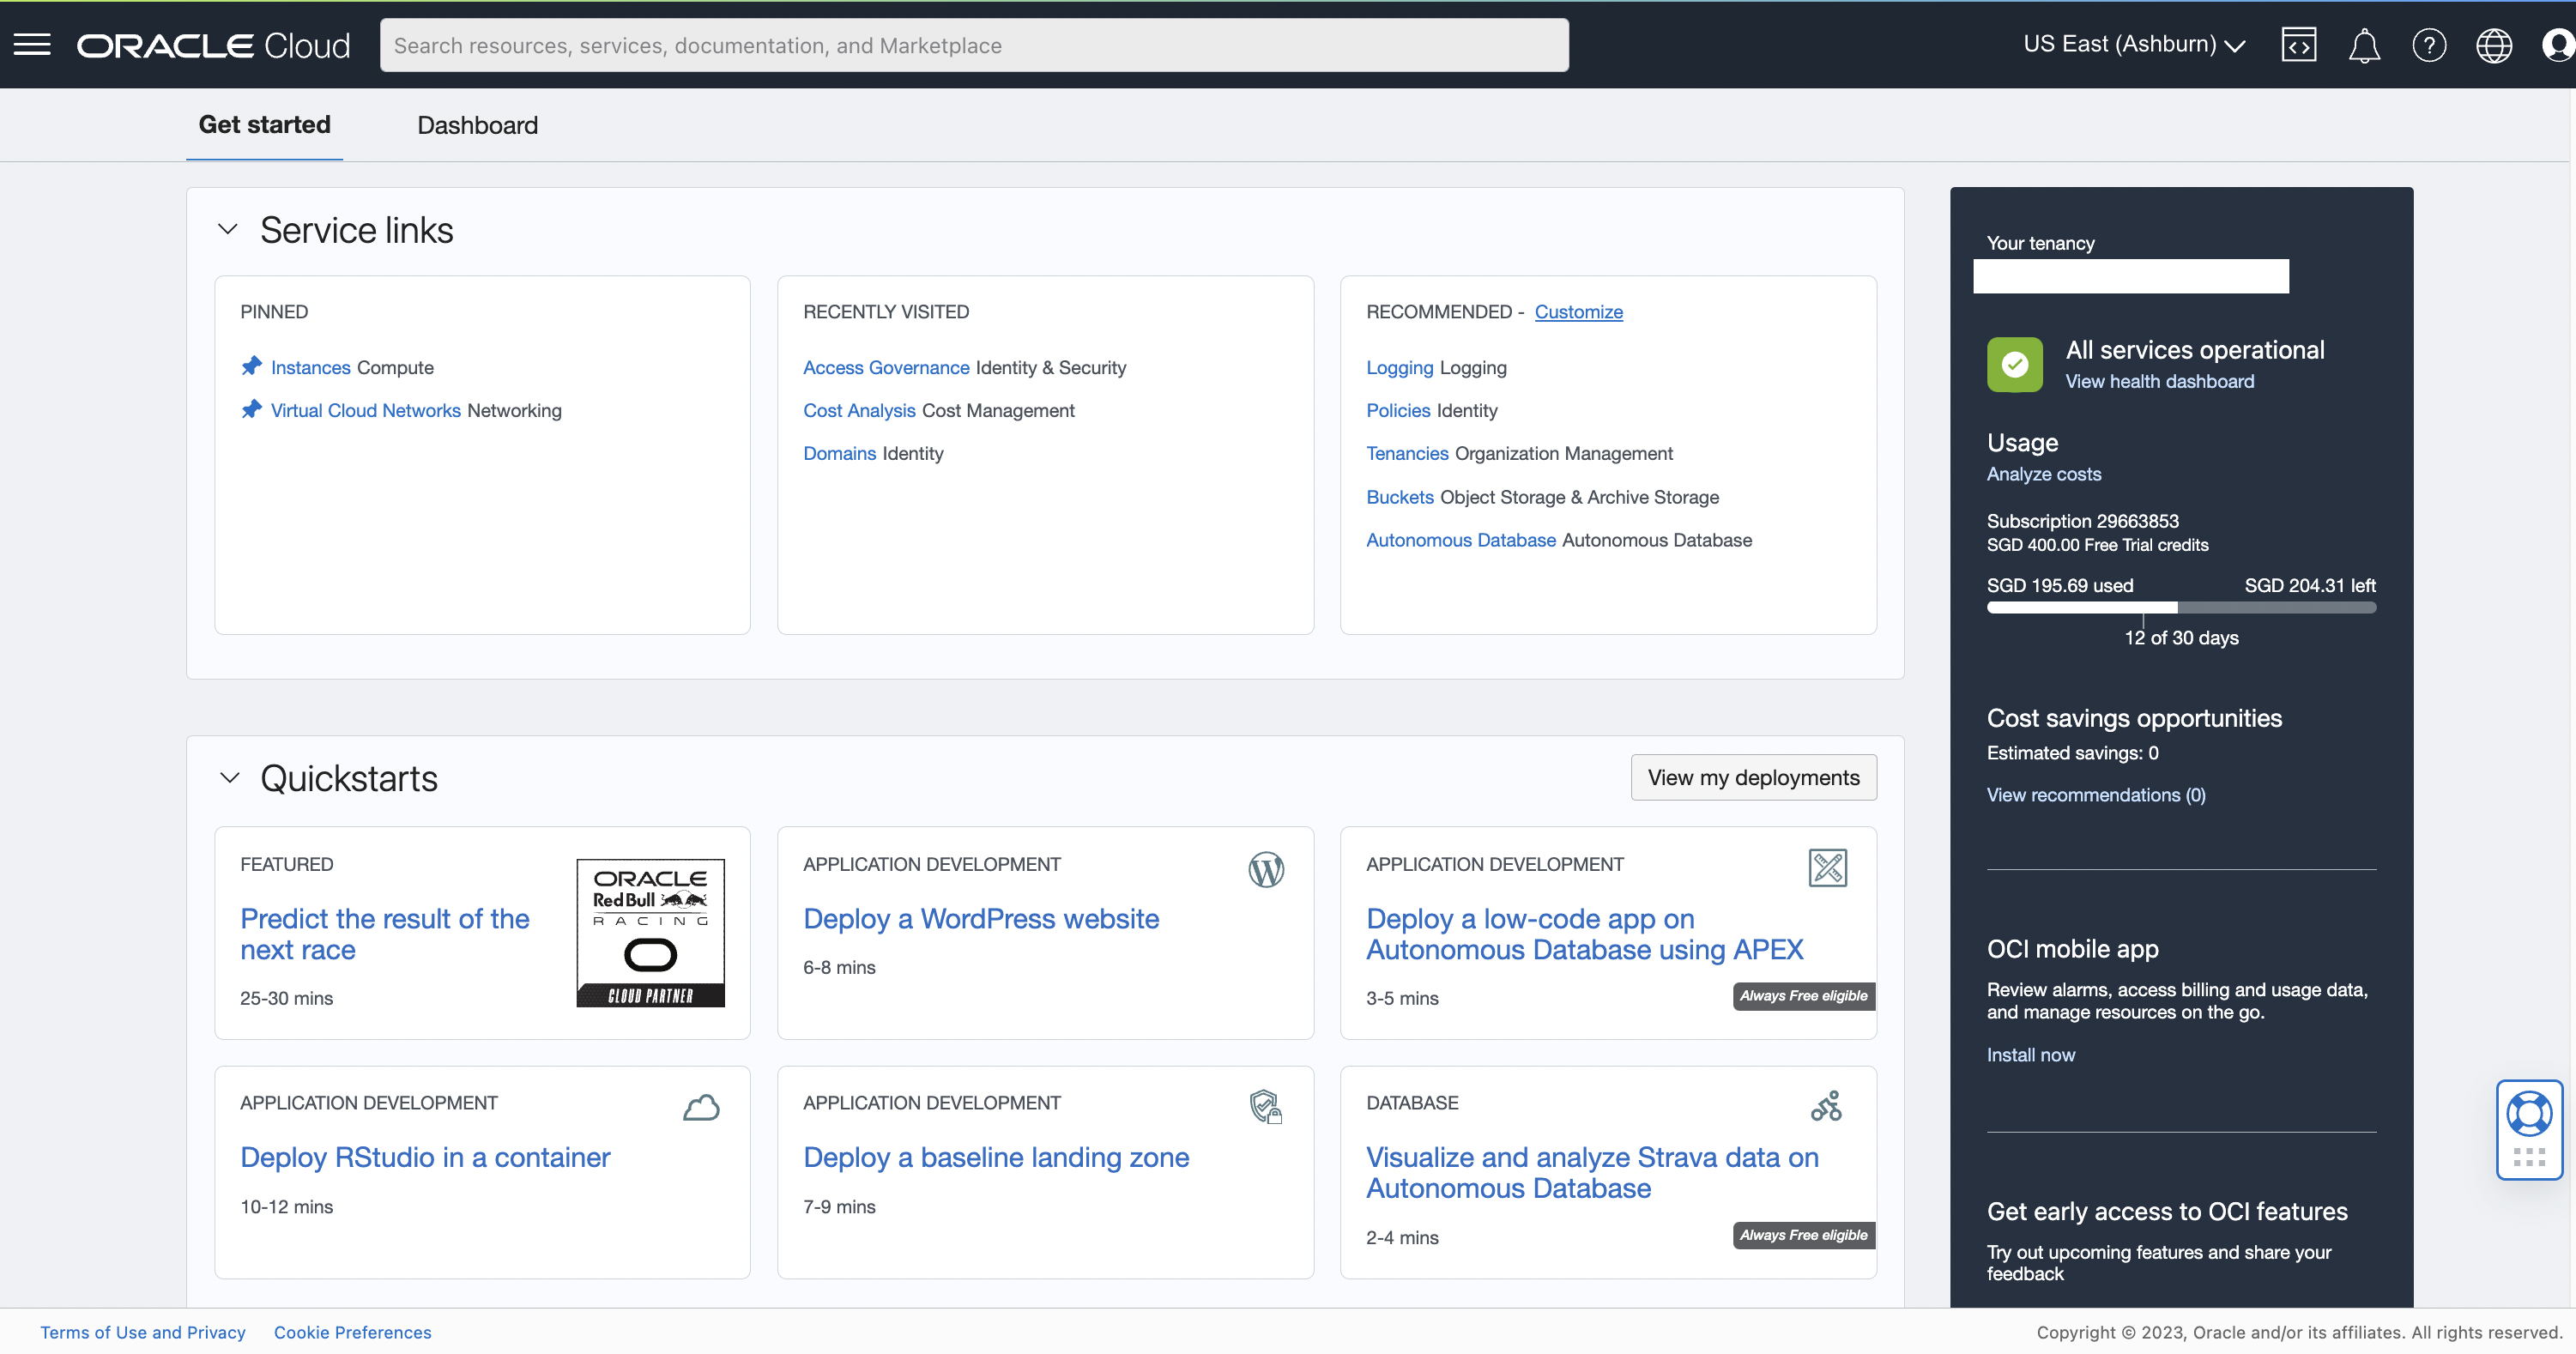 ORACLE Cloud
Search resources, services, documentation, and Marketplace
US East (Ashburn)
Get started
Dashboard
Service links
PINNED
Instances Compute
Virtual Cloud Networks Networking
RECENTLY VISITED
Access Governance Identity & Security
Cost Analysis Cost Management
Domains Identity
RECOMMENDED - Customize
Logging Logging
Policies Identity
Tenancies Organization Management
Buckets Object Storage & Archive Storage
Autonomous Database Autonomous Database
Quickstarts
View my deployments
FEATURED
Predict the result of the
next race
25-30 mins
ORACLE
Red Bull
RACING
CLOUD PARTNER
APPLICATION DEVELOPMENT
Deploy a WordPress website
6-8 mins
APPLICATION DEVELOPMENT
Deploy a low-code app on
Autonomous Database using APEX
3-5 mins
Always Free eligible
APPLICATION DEVELOPMENT
Deploy RStudio in a container
10-12 mins
APPLICATION DEVELOPMENT
Deploy a baseline landing zone
7-9 mins
DATABASE
Visualize and analyze Strava data on
Autonomous Database
2-4 mins
Always Free eligible
Your tenancy
All services operational
View health dashboard
Usage
Analyze costs
Subscription 29663853
SGD 400.00 Free Trial credits
SGD 195.69 used
SGD 204.31 left
12 of 30 days
Cost savings opportunities
Estimated savings: 0
View recommendations (0)
OCI mobile app
Review alarms, access billing and usage data,
and manage resources on the go.
Install now
Get early access to OCI features
Try out upcoming features and share your
feedback
Terms of Use and Privacy
Cookie Preferences
Copyright © 2023, Oracle and/or its affiliates. All rights reserved.